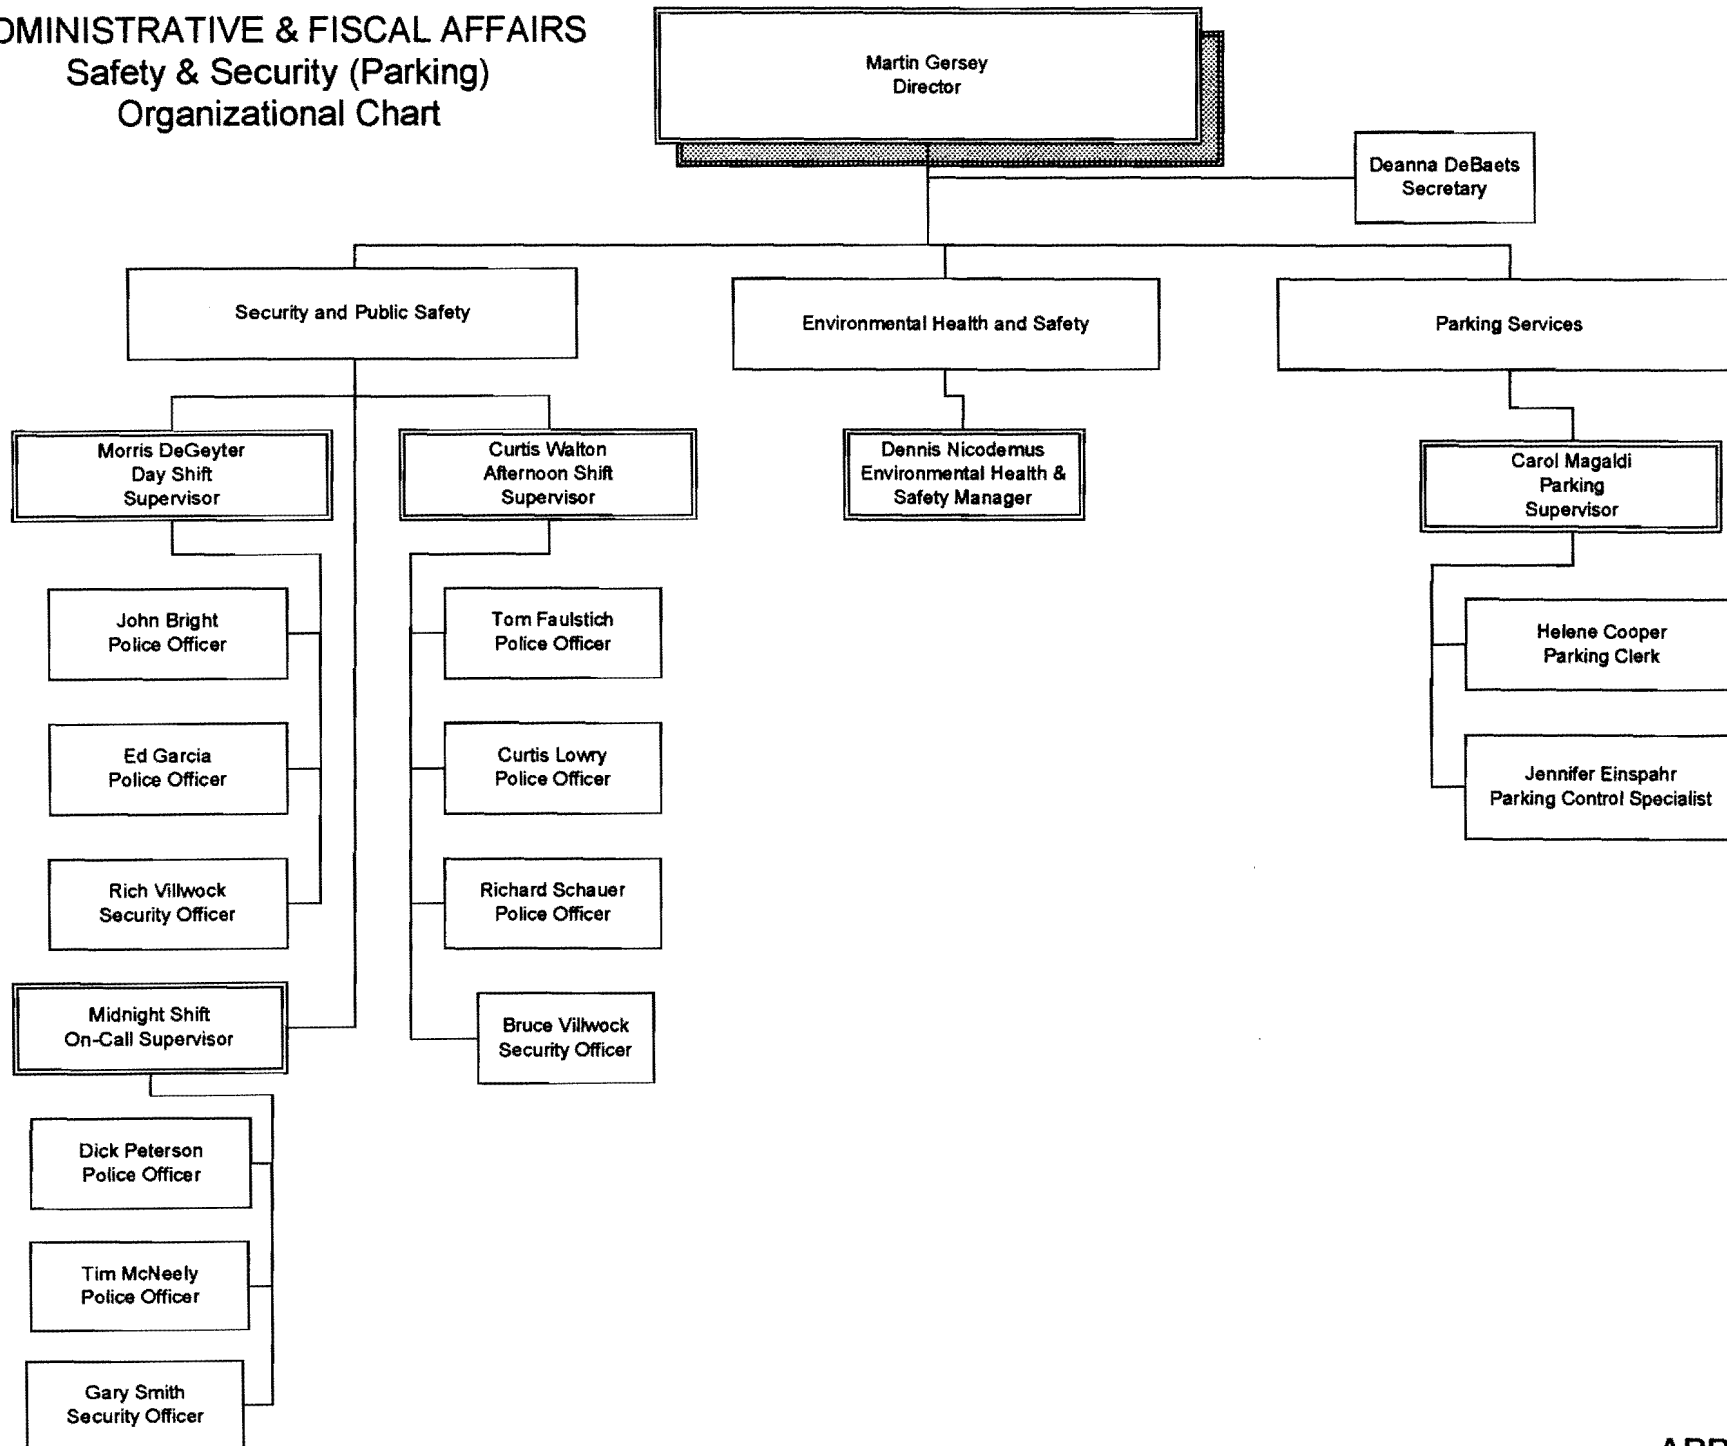 DMINISTRATIVE & FISCAL AFFAIRS
Safety & Security (Parking)
Organizational Chart
Martin Gersey
Director
Deanna DeBaets
Secretary
Security and Public Safety
Environmental Health and Safety
Parking Services
Morris DeGeyter
Day Shift
Supervisor
Curtis Walton
Afternoon Shift
Supervisor
Dennis Nicodemus
Environmental Health &
Safety Manager
Carol Magaldi
Parking
Supervisor
John Bright
Police Officer
Tom Faulstich
Police Officer
Helene Cooper
Parking Clerk
Ed Garcia
Police Officer
Curtis Lowry
Police Officer
Jennifer Einspahr
Parking Control Specialist
Rich Villwock
Security Officer
Richard Schauer
Police Officer
Midnight Shift
On-Call Supervisor
Bruce Villwock
Security Officer
Dick Peterson
Police Officer
Tim McNeely
Police Officer
Gary Smith
Security Officer